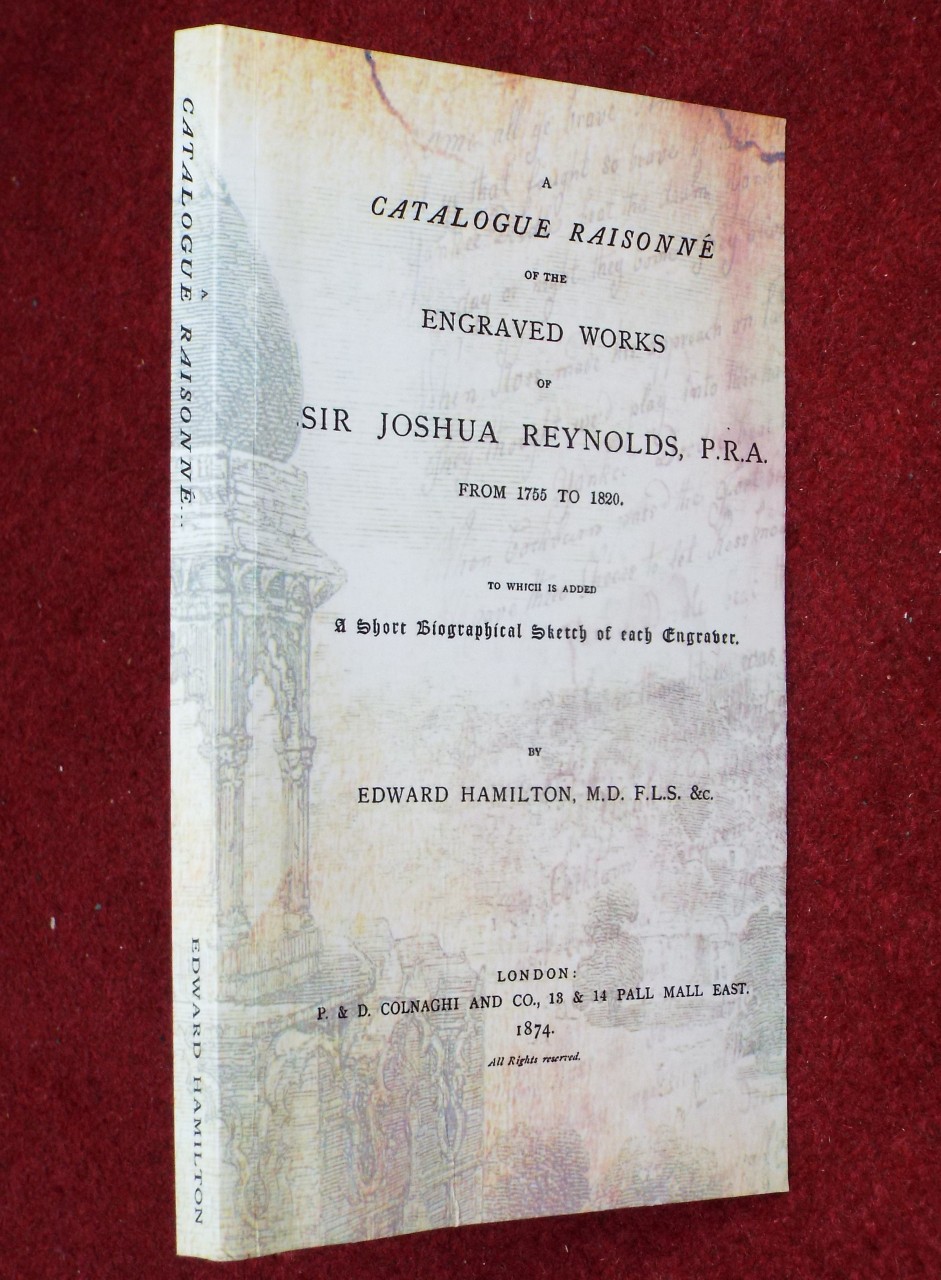 A
CATALOGUE RAISONNÉ
OF THE
ENGRAVED WORKS
OF
SIR JOSHUA REYNOLDS, P.R.A.
FROM 1755 TO 1820.
TO WHICH IS ADDED
A Short Biographical Sketch of each Engraver.
BY
EDWARD HAMILTON, M.D. F.L.S. &c.
LONDON:
P. & D. COLNAGHI AND CO., 13 & 14 PALL MALL EAST.
1874.
All Rights reserved.
A
CATALOGUE RAISONNÉ...
EDWARD HAMILTON